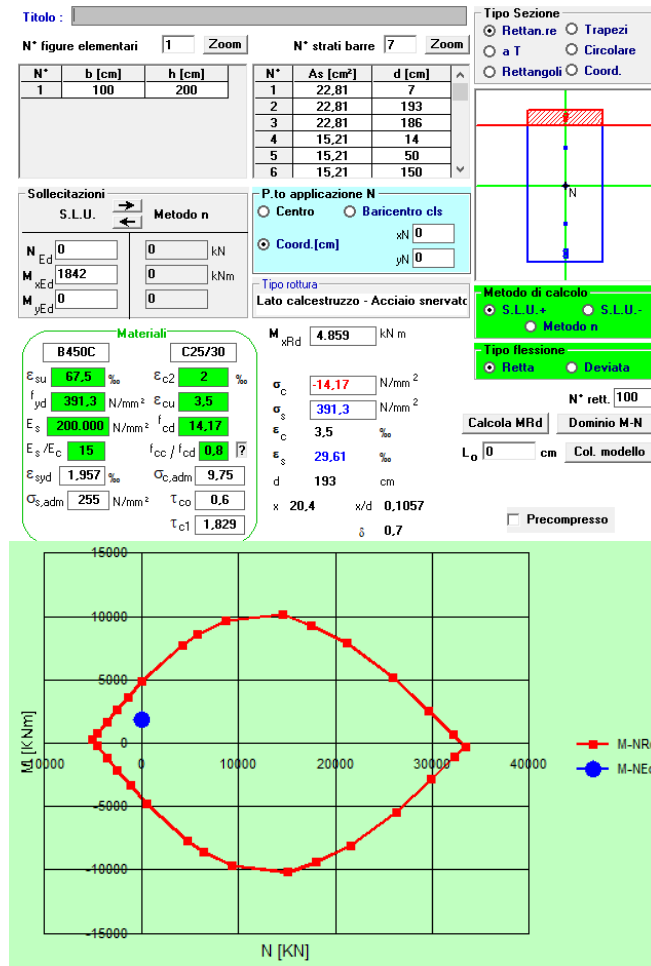 Titolo :
N° figure elementari 1 Zoom N° strati barre 7 Zoom
N° b [cm] h [cm]
1 100 200
N° As [cm²] d [cm]
1 22,81 7
2 22,81 193
3 22,81 186
4 15,21 14
5 15,21 50
6 15,21 150
Tipo Sezione
Rettan.re Trapezi
a T Circolare
Rettangoli Coord.
N
Sollecitazioni
S.L.U. Metodo n
N Ed 0 0 kN
M xEd 1842 0 kNm
M yEd 0 0
P.to applicazione N
Centro Baricentro cls
Coord.[cm] xN 0
yN 0
Tipo rottura
Lato calcestruzzo - Acciaio snervato
Metodo di calcolo
S.L.U.+ S.L.U.-
Metodo n
Tipo flessione
Retta Deviata
Materiali
B450C C25/30
εsu 67,5 ‰ εc2 2 ‰
fyd 391,3 N/mm² εcu 3,5
Es 200.000 N/mm² fcd 14,17
Es /Ec 15 fcc / fcd 0,8 ?
εsyd 1,957 ‰ σc,adm 9,75
σs,adm 255 N/mm² τco 0,6
τc1 1,829
M xRd 4.859 kN m
σc -14,17 N/mm²
σs 391,3 N/mm²
εc 3,5 ‰
εs 29,61 ‰
d 193 cm
x 20,4 x/d 0,1057
δ 0,7
N° rett. 100
Calcola MRd Dominio M-N
L₀ 0 cm Col. modello
Precompresso
15000
10000
5000
0
-5000
-10000
-15000
0 10000 20000 30000 40000
N [KN]